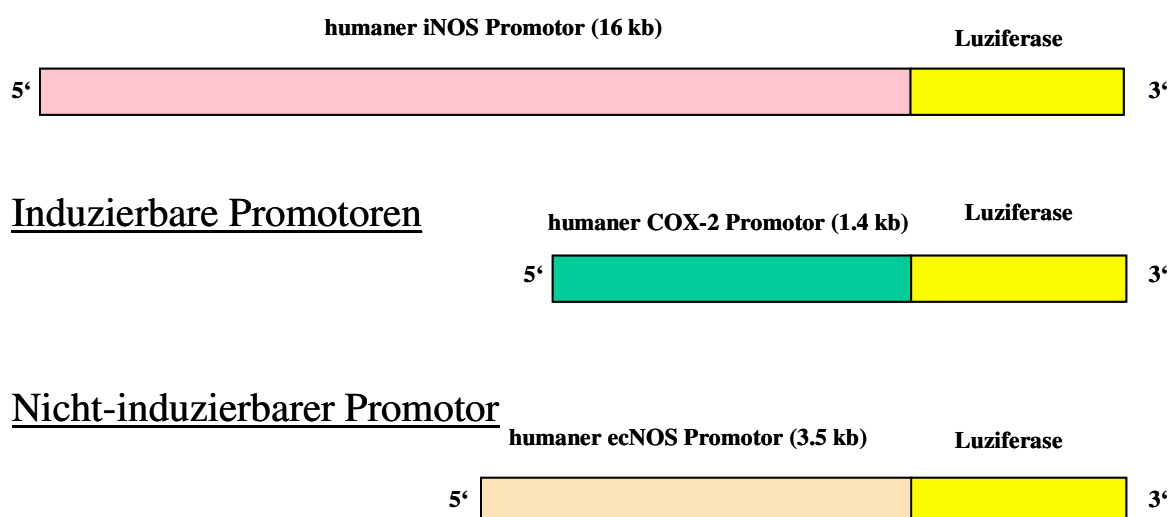 humaner iNOS Promotor (16 kb)
Luziferase
5‘
3‘
Induzierbare Promotoren
humaner COX-2 Promotor (1.4 kb)
Luziferase
5‘
3‘
Nicht-induzierbarer Promotor
humaner ecNOS Promotor (3.5 kb)
Luziferase
5‘
3‘